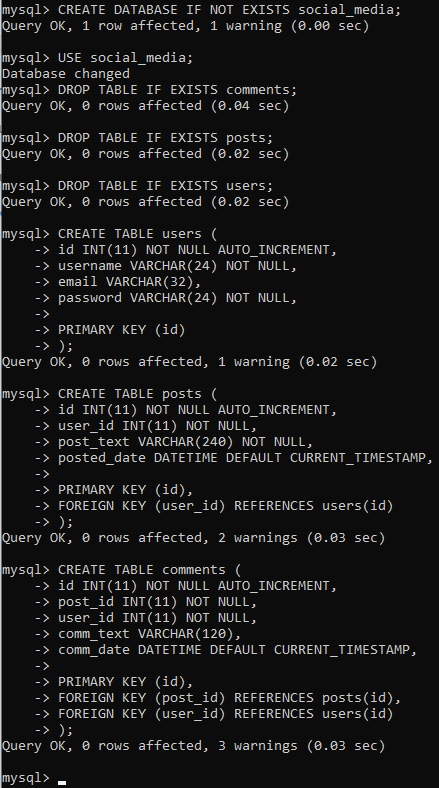 mysql> CREATE DATABASE IF NOT EXISTS social_media;
Query OK, 1 row affected, 1 warning (0.00 sec)

mysql> USE social_media;
Database changed
mysql> DROP TABLE IF EXISTS comments;
Query OK, 0 rows affected (0.04 sec)

mysql> DROP TABLE IF EXISTS posts;
Query OK, 0 rows affected (0.02 sec)

mysql> DROP TABLE IF EXISTS users;
Query OK, 0 rows affected (0.02 sec)

mysql> CREATE TABLE users (
    -> id INT(11) NOT NULL AUTO_INCREMENT,
    -> username VARCHAR(24) NOT NULL,
    -> email VARCHAR(32),
    -> password VARCHAR(24) NOT NULL,
    ->
    -> PRIMARY KEY (id)
    -> );
Query OK, 0 rows affected, 1 warning (0.02 sec)

mysql> CREATE TABLE posts (
    -> id INT(11) NOT NULL AUTO_INCREMENT,
    -> user_id INT(11) NOT NULL,
    -> post_text VARCHAR(240) NOT NULL,
    -> posted_date DATETIME DEFAULT CURRENT_TIMESTAMP,
    ->
    -> PRIMARY KEY (id),
    -> FOREIGN KEY (user_id) REFERENCES users(id)
    -> );
Query OK, 0 rows affected, 2 warnings (0.03 sec)

mysql> CREATE TABLE comments (
    -> id INT(11) NOT NULL AUTO_INCREMENT,
    -> post_id INT(11) NOT NULL,
    -> user_id INT(11) NOT NULL,
    -> comm_text VARCHAR(120),
    -> comm_date DATETIME DEFAULT CURRENT_TIMESTAMP,
    ->
    -> PRIMARY KEY (id),
    -> FOREIGN KEY (post_id) REFERENCES posts(id),
    -> FOREIGN KEY (user_id) REFERENCES users(id)
    -> );
Query OK, 0 rows affected, 3 warnings (0.03 sec)

mysql>